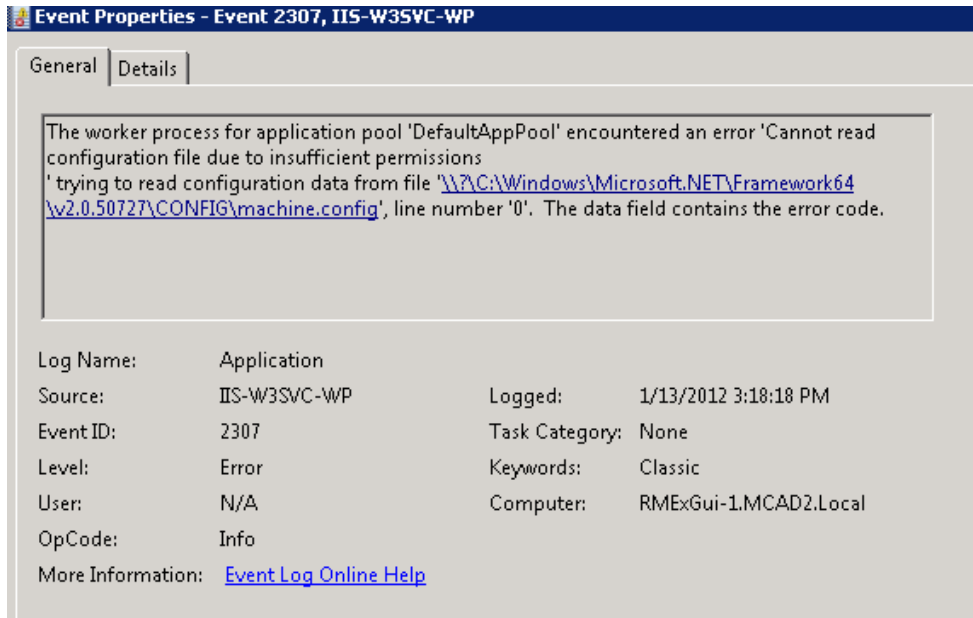 Event Properties - Event 2307, IIS-W3SVC-WP
General Details
The worker process for application pool 'DefaultAppPool' encountered an error 'Cannot read
configuration file due to insufficient permissions
' trying to read configuration data from file '\\?\C:\Windows\Microsoft.NET\Framework64
\v2.0.50727\CONFIG\machine.config', line number '0'.  The data field contains the error code.
Log Name: Application
Source: IIS-W3SVC-WP Logged: 1/13/2012 3:18:18 PM
Event ID: 2307 Task Category: None
Level: Error Keywords: Classic
User: N/A Computer: RMExGui-1.MCAD2.Local
OpCode: Info
More Information: Event Log Online Help